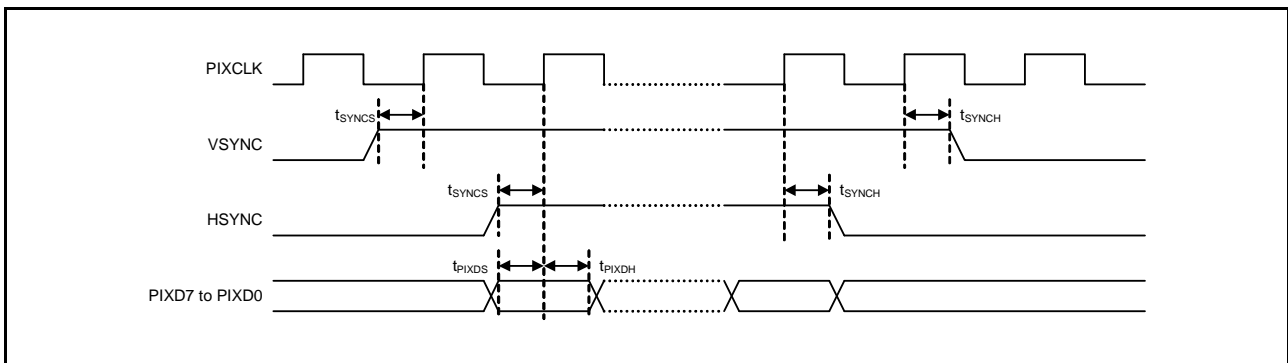 PIXCLK
tSYNCS
tSYNCH
VSYNC
tSYNCS
tSYNCH
HSYNC
tPIXDS
tPIXDH
PIXD7 to PIXD0